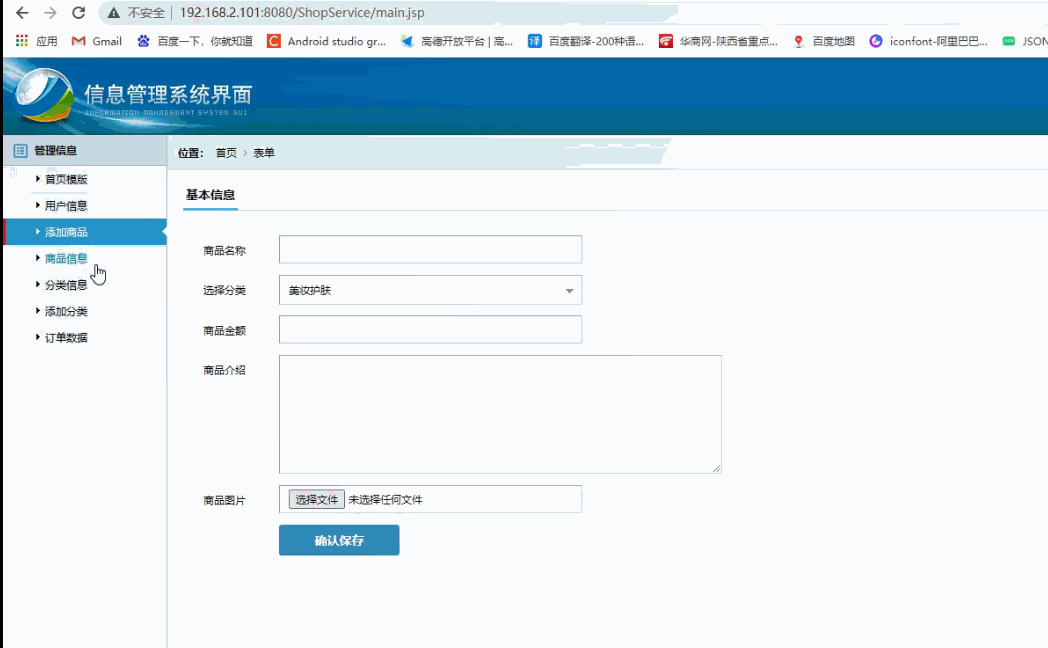 不安全 192.168.2.101:8080/ShopService/main.jsp
应用 Gmail 百度一下，你就知道 Android studio gr... 高德开放平台 | 高... 译 百度翻译-200种语... 华商网-陕西省重点... 百度地图 iconfont-阿里巴巴... JSON
信息管理系统界面
INFORMATION MANAGEMENT SYSTEM GUI
管理信息
位置： 首页 › 表单
首页模版
基本信息
用户信息
添加商品
商品信息
分类信息
添加分类
订单数据
商品名称
选择分类 美妆护肤
商品金额
商品介绍
商品图片 选择文件 未选择任何文件
确认保存